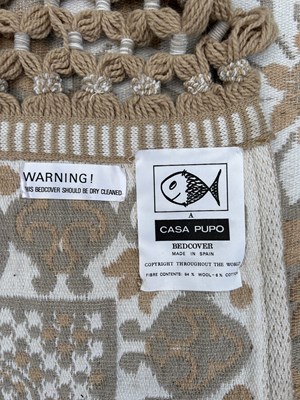 WARNING!
THIS BEDCOVER SHOULD BE DRY CLEANED
A
CASA PUPO
BEDCOVER
MADE IN SPAIN
COPYRIGHT THROUGHOUT THE WORLD
FIBRE CONTENTS: 94 % WOOL - 6 % COTTON